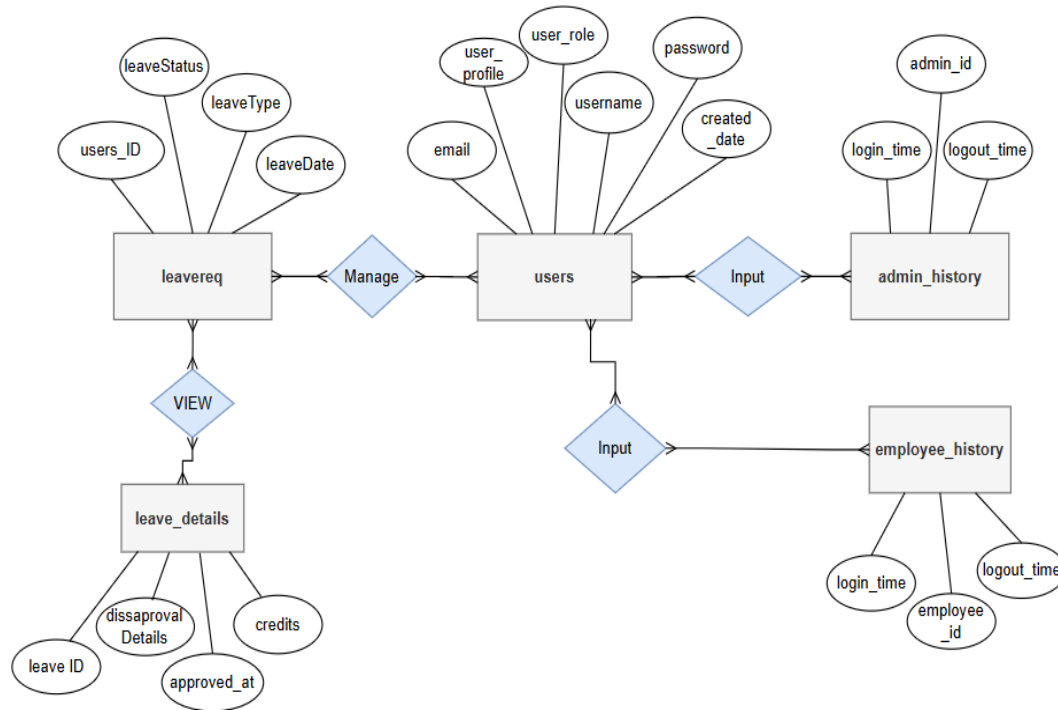 leaveStatus
leaveType
users_ID
leaveDate
user_
profile
user_role
password
username
email
created
_date
admin_id
login_time
logout_time
leavereq
Manage
users
Input
admin_history
VIEW
Input
employee_history
leave_details
login_time
logout_time
employee
_id
dissaproval
Details
credits
leave ID
approved_at